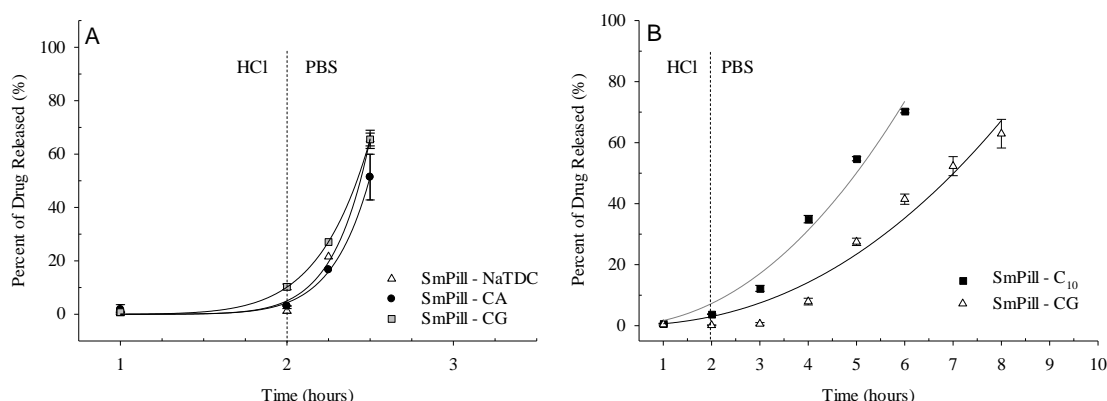 A
100
80
60
40
20
0
Percent of Drug Released (%)
HCl
PBS
SmPill - NaTDC
SmPill - CA
SmPill - CG
1
2
3
Time (hours)
B
100
80
60
40
20
0
Percent of Drug Released (%)
HCl
PBS
SmPill - C₁₀
SmPill - CG
1 2 3 4 5 6 7 8 9 10
Time (hours)